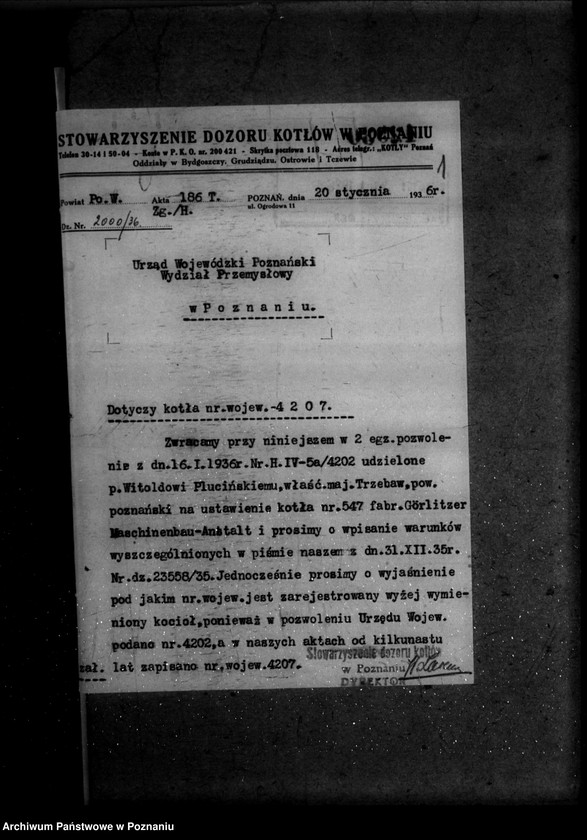 STOWARZYSZENIE DOZORU KOTŁÓW W POZNANIU
Telefon 30-14 i 50-04 - Konto w P. K. O. nr. 200 421 - Skrytka pocztowa 118 - Adres telegr.: „KOTŁY" Poznań
Oddziały w Bydgoszczy, Grudziądzu, Ostrowie i Tczewie
1
Powiat Po.W. Akta 186 T. POZNAŃ, dnia 20 stycznia 1936r.
Zg./H. ul. Ogrodowa 11
Dz. Nr. 2000/36
Urząd Wojewódzki Poznański
Wydział Przemysłowy
w P o z n a n i u.
Dotyczy kotła nr.wojew.-4 2 0 7.
Zwracamy przy niniejszem w 2 egz.pozwole-
nie z dn.16.I.1936r.Nr.H.IV-5a/4202 udzielone
p.Witoldowi Plucińskiemu,właść.maj.Trzebaw,pow.
poznański na ustawienie kotła nr.547 fabr.Görlitzer
Maschinenbau-Anstalt i prosimy o wpisanie warunków
wyszczególnionych w piśmie naszem z dn.31.XII.35r.
Nr.dz.23558/35.Jednocześnie prosimy o wyjaśnienie
pod jakim nr.wojew.jest zarejestrowany wyżej wymie-
niony kocioł,ponieważ w pozwoleniu Urzędu Wojew.
podano nr.4202,a w naszych aktach od kilkunastu
zał. lat zapisano nr.wojew.4207.
Stowarzyszenie dozoru kotłów
w Poznaniu
DYREKTOR
Archiwum Państwowe w Poznaniu